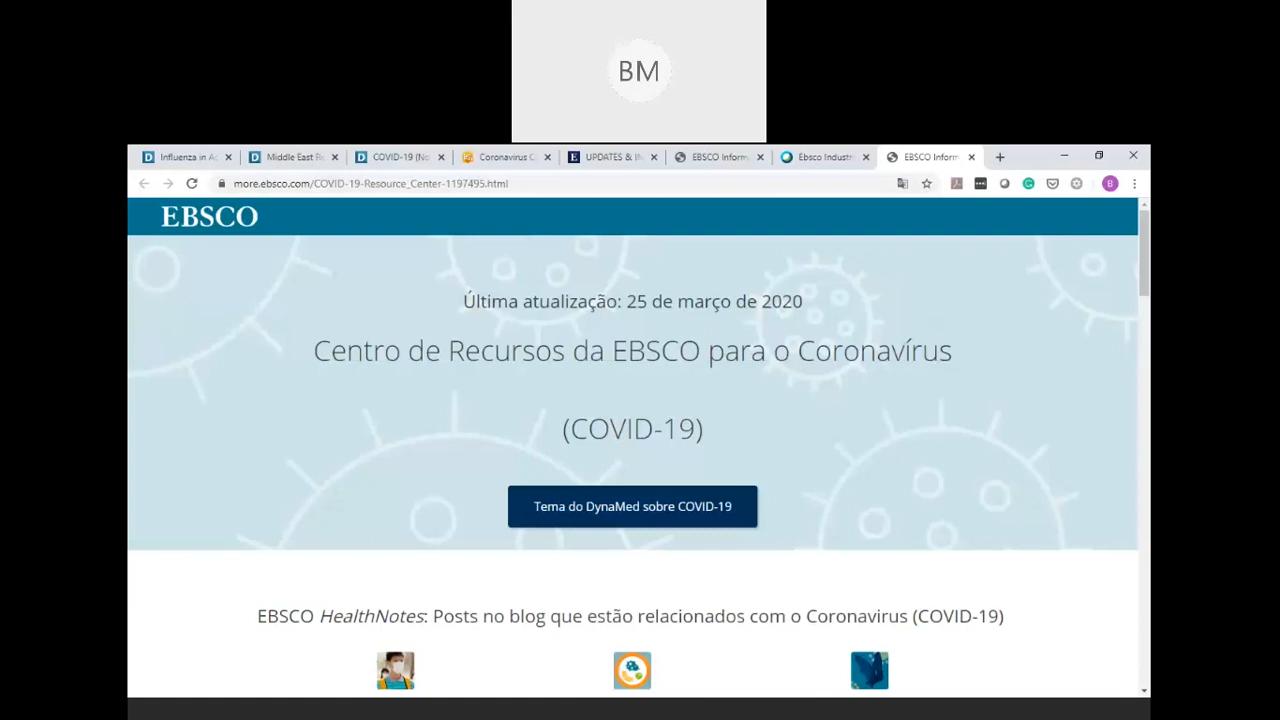 BM
Influenza in A
Middle East R
COVID-19 (No
Coronavirus C
UPDATES & I
EBSCO Inform
Ebsco Industr
EBSCO Inform
more.ebsco.com/COVID-19-Resource_Center-1197495.html
B
EBSCO
Última atualização: 25 de março de 2020
Centro de Recursos da EBSCO para o Coronavírus
(COVID-19)
Tema do DynaMed sobre COVID-19
EBSCO HealthNotes: Posts no blog que estão relacionados com o Coronavirus (COVID-19)